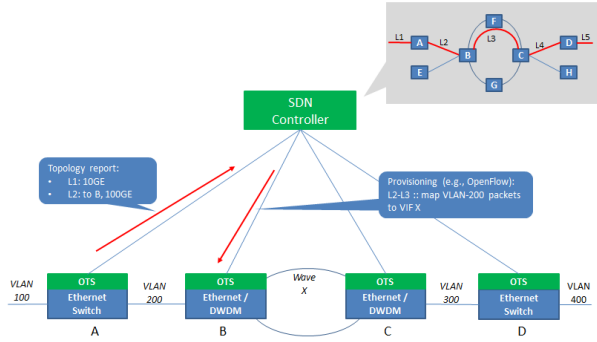 F
L1
A
L2
L3
L4
D
L5
B
C
E
G
H
SDN
Controller
Topology report:
• L1: 10GE
• L2: to B, 100GE
Provisioning (e.g., OpenFlow):
L2-L3 :: map VLAN-200 packets
to VIF X
VLAN
100
OTS
Ethernet
Switch
A
VLAN
200
OTS
Ethernet /
DWDM
B
Wave
X
OTS
Ethernet /
DWDM
C
VLAN
300
OTS
Ethernet
Switch
D
VLAN
400